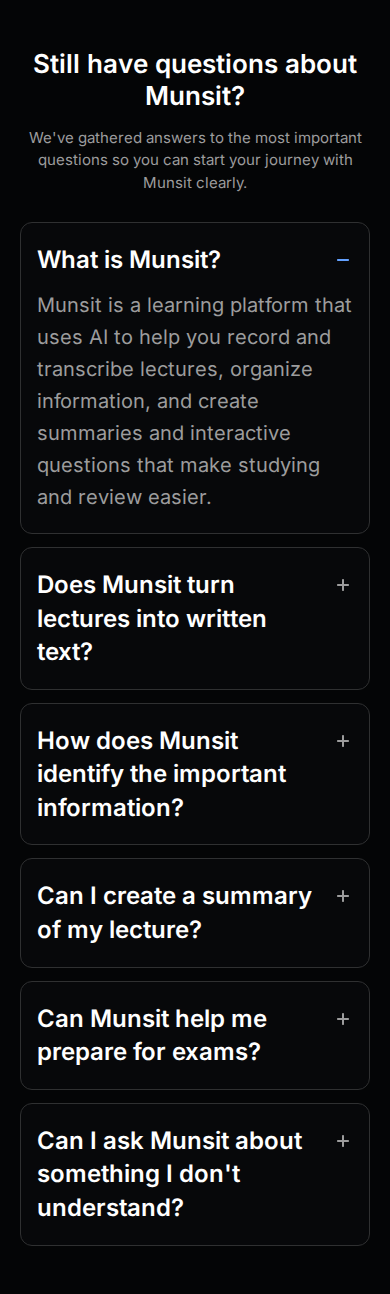 Still have questions about
Munsit?
We've gathered answers to the most important
questions so you can start your journey with
Munsit clearly.
What is Munsit?
Munsit is a learning platform that
uses AI to help you record and
transcribe lectures, organize
information, and create
summaries and interactive
questions that make studying
and review easier.
Does Munsit turn
lectures into written
text?
How does Munsit
identify the important
information?
Can I create a summary
of my lecture?
Can Munsit help me
prepare for exams?
Can I ask Munsit about
something I don't
understand?